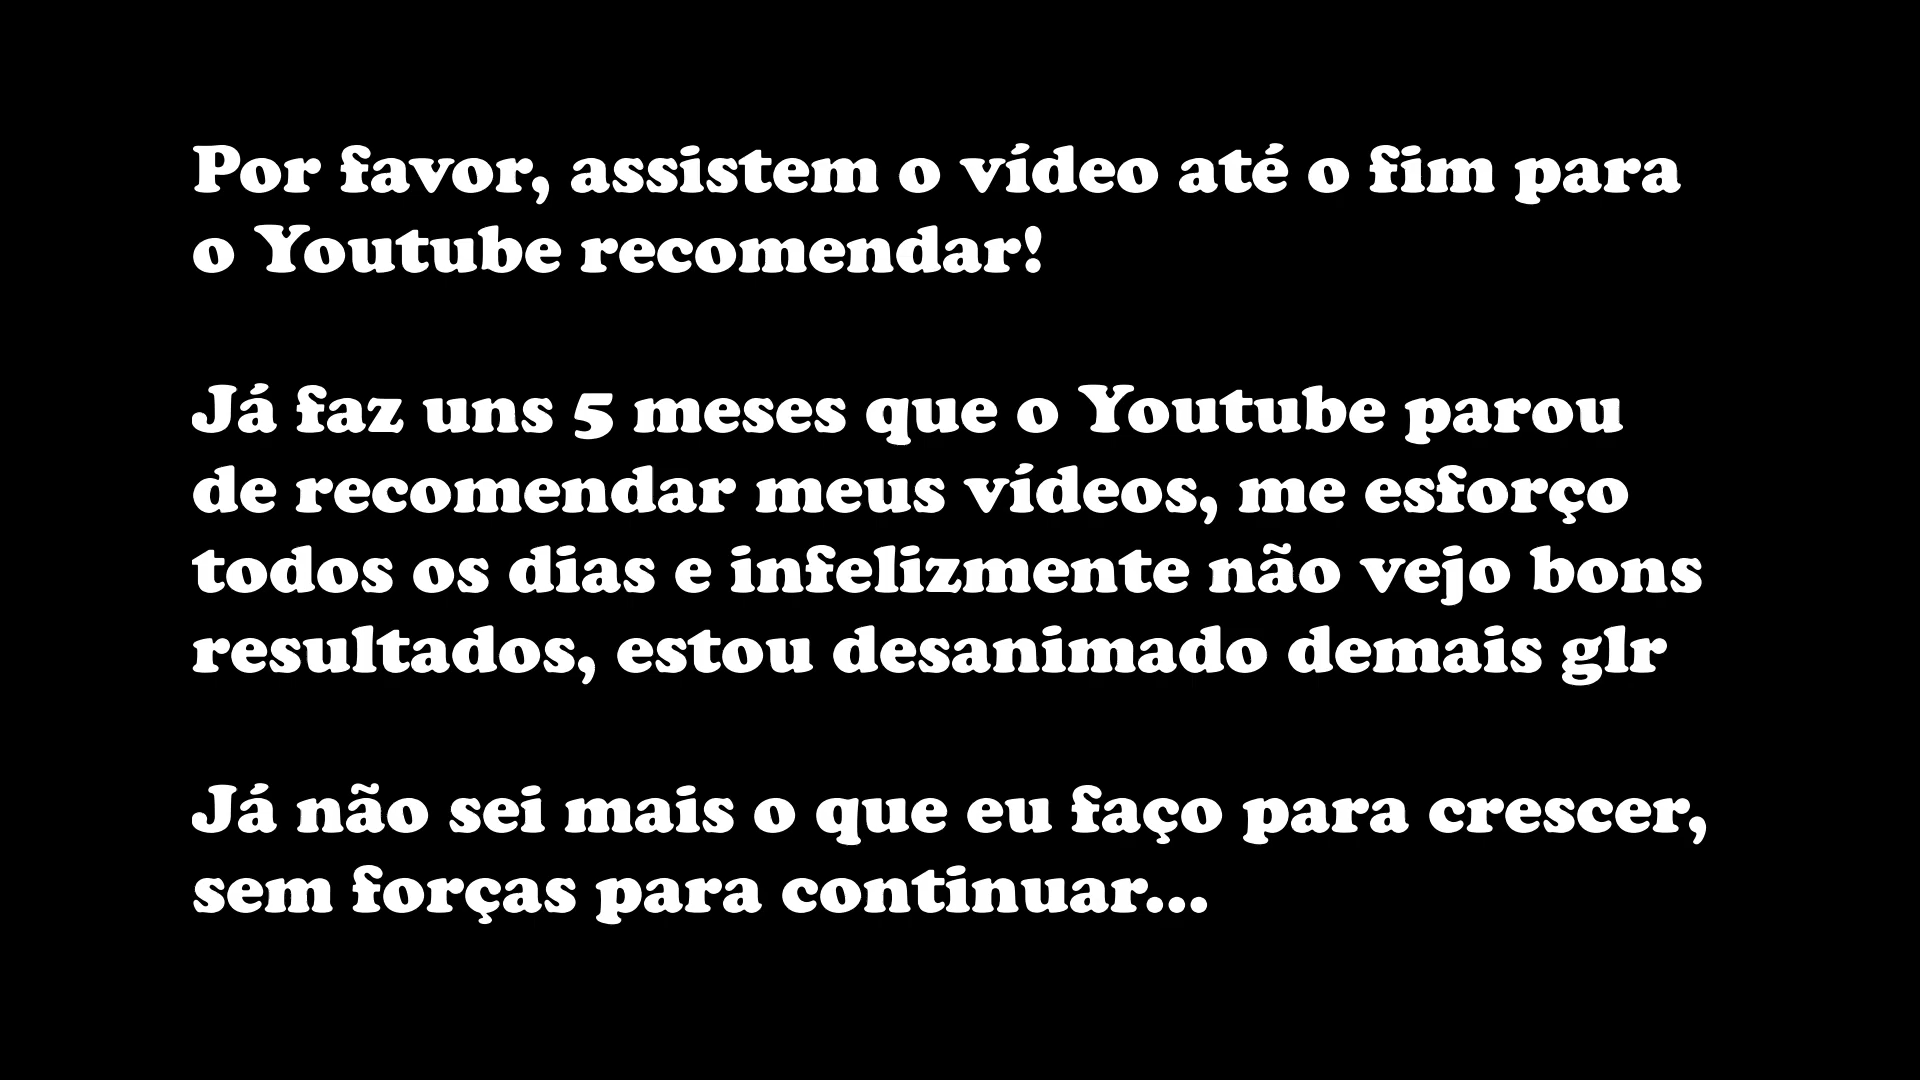 Por favor, assistem o vídeo até o fim para
o Youtube recomendar!
Já faz uns 5 meses que o Youtube parou
de recomendar meus vídeos, me esforço
todos os dias e infelizmente não vejo bons
resultados, estou desanimado demais glr
Já não sei mais o que eu faço para crescer,
sem forças para continuar...